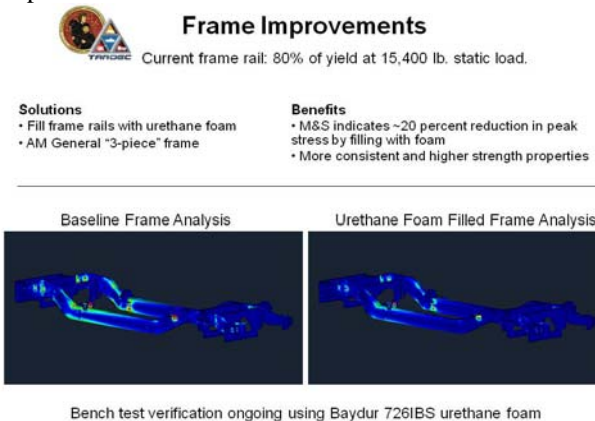 Frame Improvements
TARDEC
Current frame rail: 80% of yield at 15,400 lb. static load.
Solutions
• Fill frame rails with urethane foam
• AM General “3-piece” frame
Benefits
• M&S indicates ~20 percent reduction in peak
stress by filling with foam
• More consistent and higher strength properties
Baseline Frame Analysis
Urethane Foam Filled Frame Analysis
Bench test verification ongoing using Baydur 726IBS urethane foam